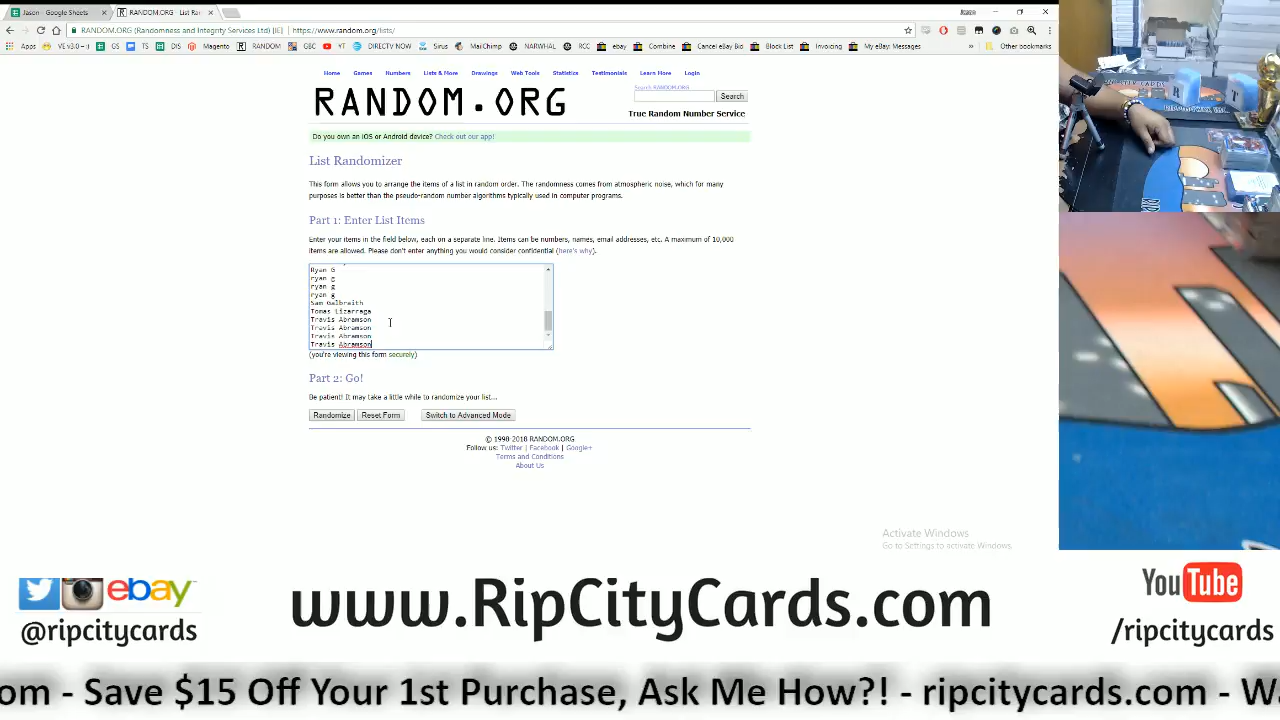 Jason - Google Sheets
RANDOM.ORG - List Ra
RANDOM.ORG (Randomness and Integrity Services Ltd) [IE] https://www.random.org/lists/
Apps VE v3.0 GS TS DIS Magento RANDOM GBC YT DIRECTV NOW Sirus MailChimp NARWHAL RCC ebay Combine Cancel eBay Bid Block List Invoicing My eBay: Messages » Other bookmarks
Home Games Numbers Lists & More Drawings Web Tools Statistics Testimonials Learn More Login
RANDOM.ORG
Search RANDOM.ORG
Search
True Random Number Service
Do you own an iOS or Android device? Check out our app!
List Randomizer
This form allows you to arrange the items of a list in random order. The randomness comes from atmospheric noise, which for many
purposes is better than the pseudo-random number algorithms typically used in computer programs.
Part 1: Enter List Items
Enter your items in the field below, each on a separate line. Items can be numbers, names, email addresses, etc. A maximum of 10,000
items are allowed. Please don't enter anything you would consider confidential (here's why).
Ryan G
ryan g
ryan g
ryan g
Sam Galbraith
Tomas Lizarraga
Travis Abramson
Travis Abramson
Travis Abramson
Travis Abramson
(you're viewing this form securely)
Part 2: Go!
Be patient! It may take a little while to randomize your list...
Randomize Reset Form Switch to Advanced Mode
© 1998-2018 RANDOM.ORG
Follow us: Twitter | Facebook | Google+
Terms and Conditions
About Us
Activate Windows
Go to Settings to activate Windows.
ebay
@ripcitycards
www.RipCityCards.com
YouTube
/ripcitycards
om - Save $15 Off Your 1st Purchase, Ask Me How?! - ripcitycards.com - W